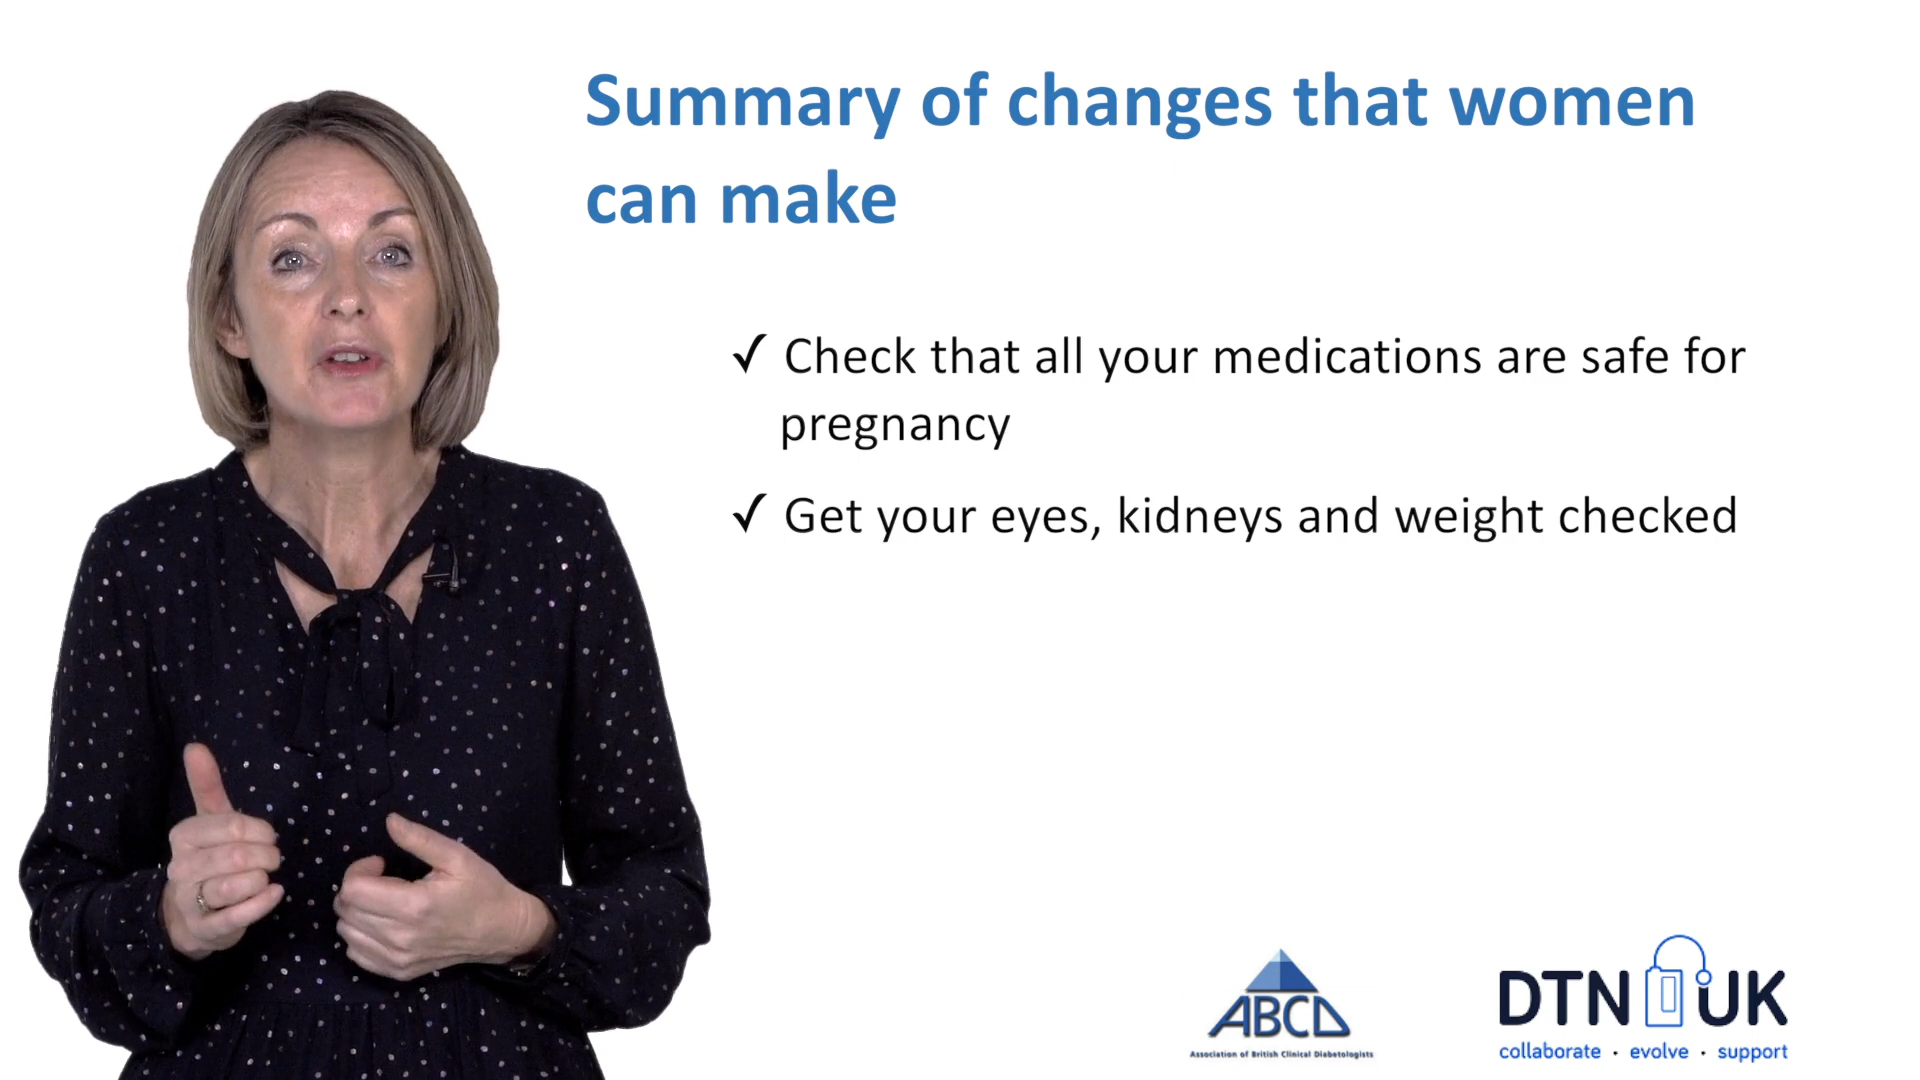 Summary of changes that women
can make
✓ Check that all your medications are safe for
pregnancy
✓ Get your eyes, kidneys and weight checked
ABCD
Association of British Clinical Diabetologists
DTN UK
collaborate · evolve · support